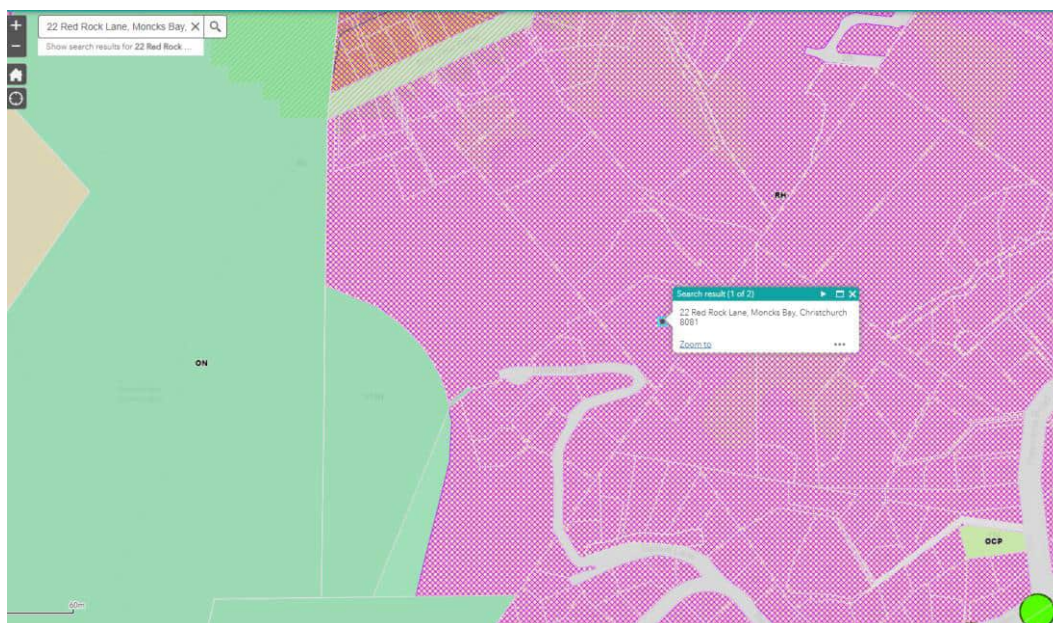 +
22 Red Rock Lane, Moncks Bay,
Show search results for 22 Red Rock ...
−
RH
Search result (1 of 2)
22 Red Rock Lane, Moncks Bay, Christchurch
8081
Zoom to
ON
OCP
60m